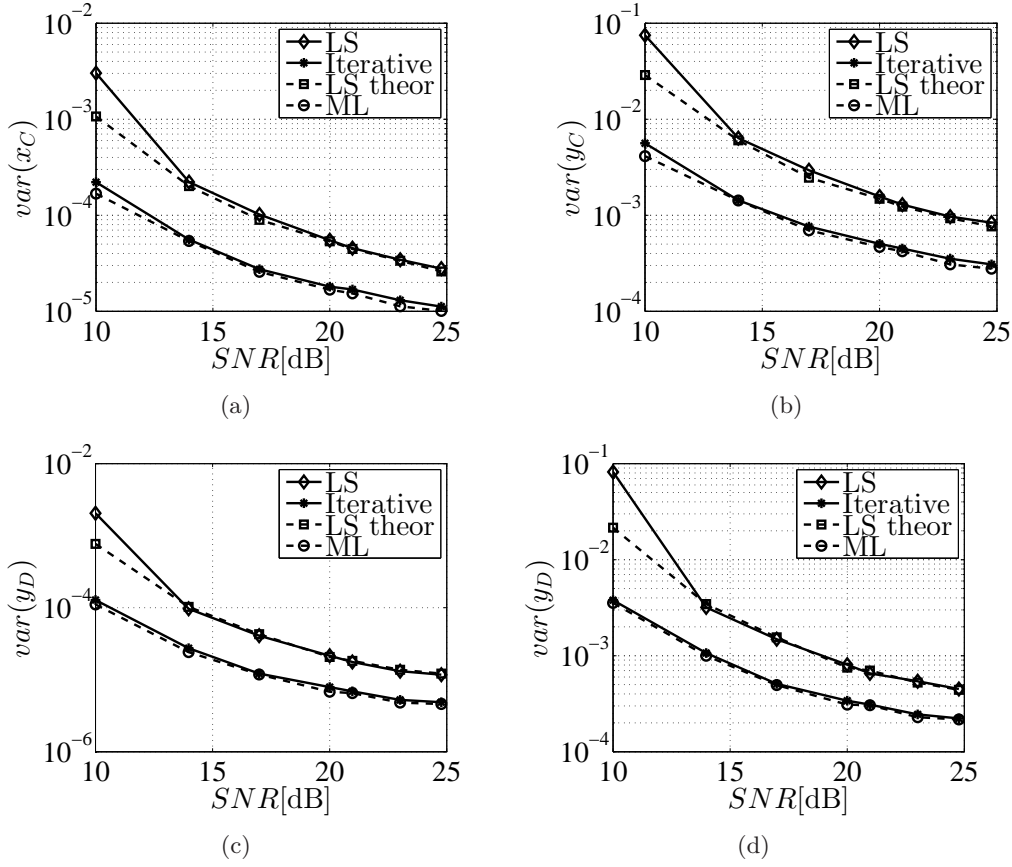 10^{-2}
10^{-3}
10^{-4}
10^{-5}
var(x_C)
LS
Iterative
LS theor
ML
10 15 20 25
SNR[dB]
(a)
10^{-1}
10^{-2}
10^{-3}
10^{-4}
var(y_C)
LS
Iterative
LS theor
ML
10 15 20 25
SNR[dB]
(b)
10^{-2}
10^{-4}
10^{-6}
var(y_D)
LS
Iterative
LS theor
ML
10 15 20 25
SNR[dB]
(c)
10^{-1}
10^{-2}
10^{-3}
10^{-4}
var(y_D)
LS
Iterative
LS theor
ML
10 15 20 25
SNR[dB]
(d)